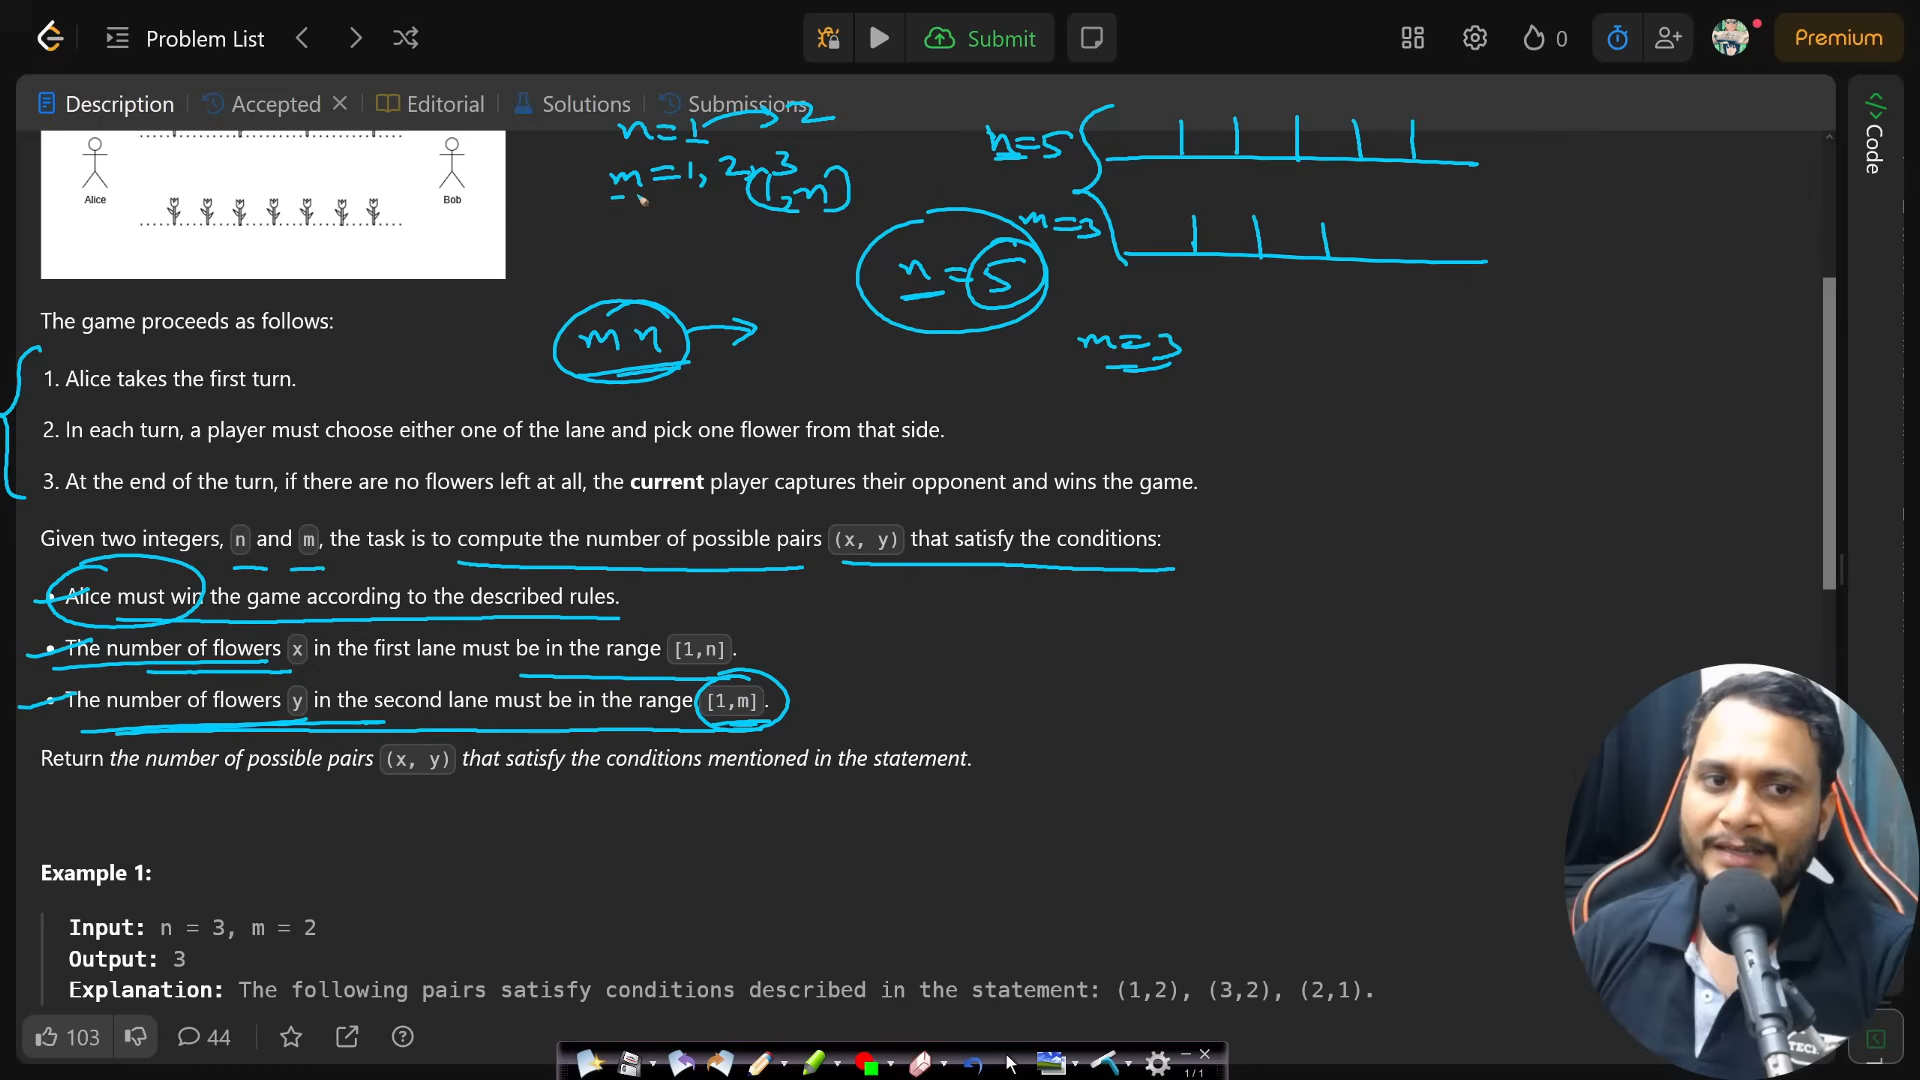 Problem List
Submit
0
Premium
Description
Accepted
Editorial
Solutions
Submissions
Code
n=1 → 2
m=1, 2, 3
(1, n)
n=5
m=3
n=5
m n →
m=3
Alice
Bob
The game proceeds as follows:
1. Alice takes the first turn.
2. In each turn, a player must choose either one of the lane and pick one flower from that side.
3. At the end of the turn, if there are no flowers left at all, the current player captures their opponent and wins the game.
Given two integers, n and m, the task is to compute the number of possible pairs (x, y) that satisfy the conditions:
• Alice must win the game according to the described rules.
• The number of flowers x in the first lane must be in the range [1,n].
• The number of flowers y in the second lane must be in the range [1,m].
Return the number of possible pairs (x, y) that satisfy the conditions mentioned in the statement.
Example 1:
Input: n = 3, m = 2
Output: 3
Explanation: The following pairs satisfy conditions described in the statement: (1,2), (3,2), (2,1).
103
44
1/1